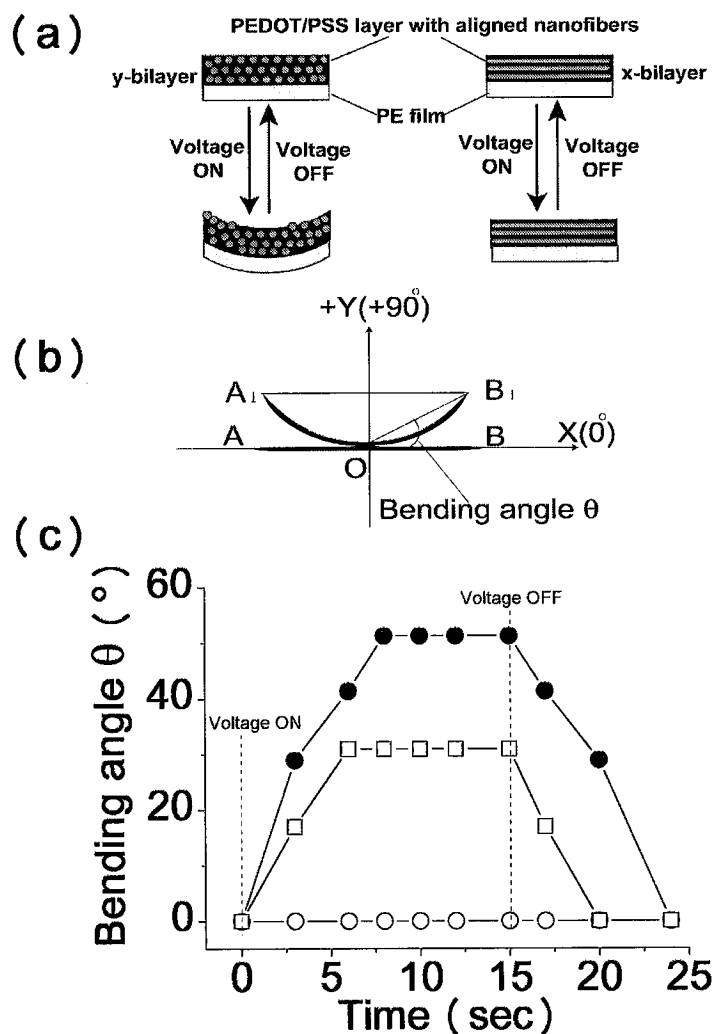 (a)
PEDOT/PSS layer with aligned nanofibers
y-bilayer
x-bilayer
PE film
Voltage ON
Voltage OFF
Voltage ON
Voltage OFF
(b)
+Y(+90°)
A₁
B₁
A
B
X(0°)
O
Bending angle θ
(c)
Bending angle θ (°)
60
40
20
0
Voltage ON
Voltage OFF
0
5
10
15
20
25
Time (sec)